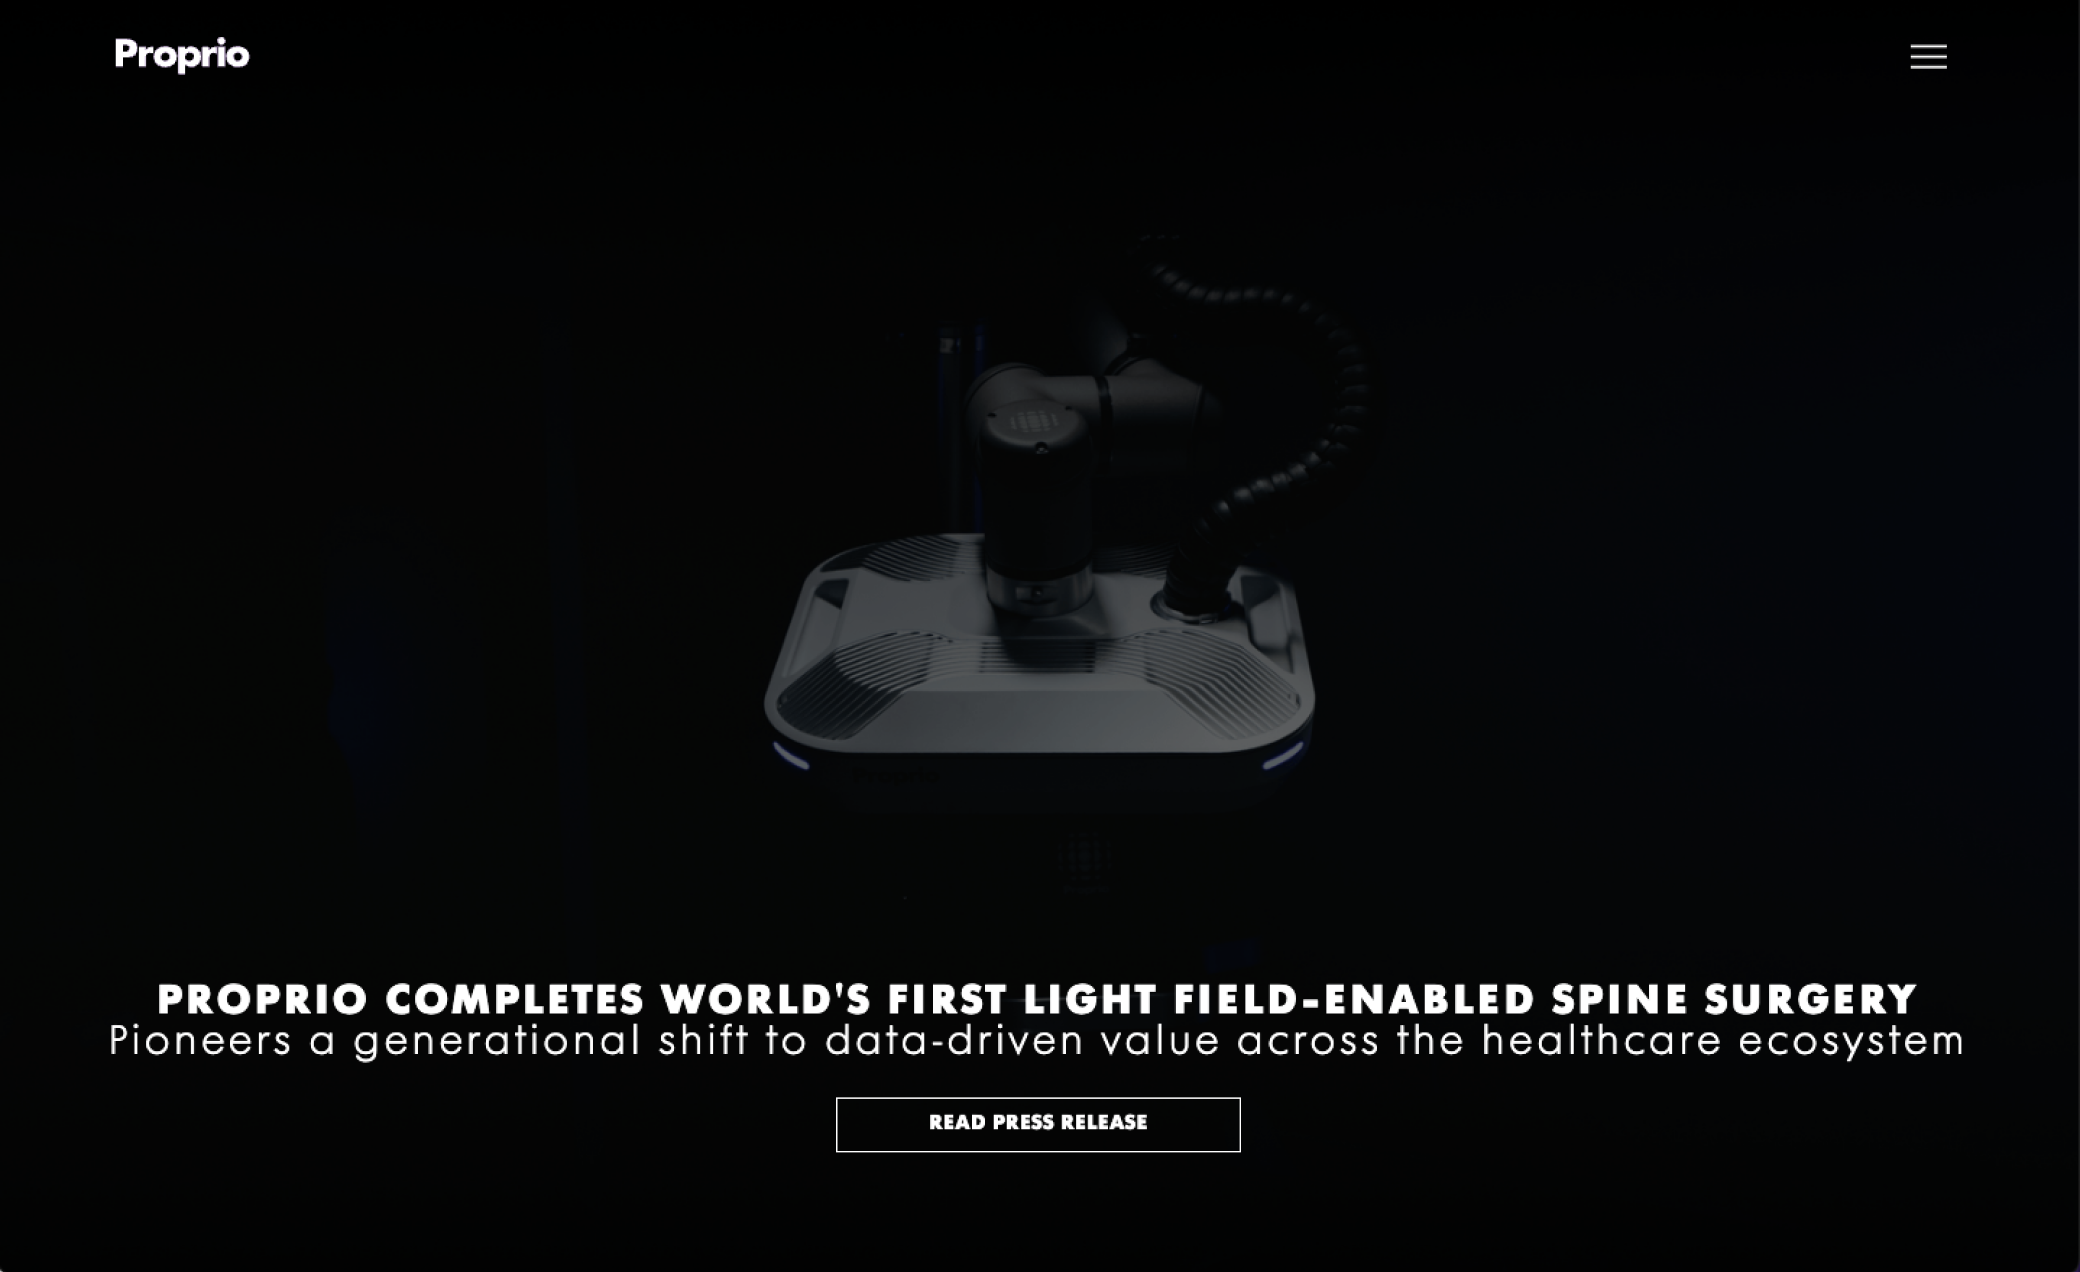 Proprio
PROPRIO COMPLETES WORLD'S FIRST LIGHT FIELD-ENABLED SPINE SURGERY
Pioneers a generational shift to data-driven value across the healthcare ecosystem
READ PRESS RELEASE